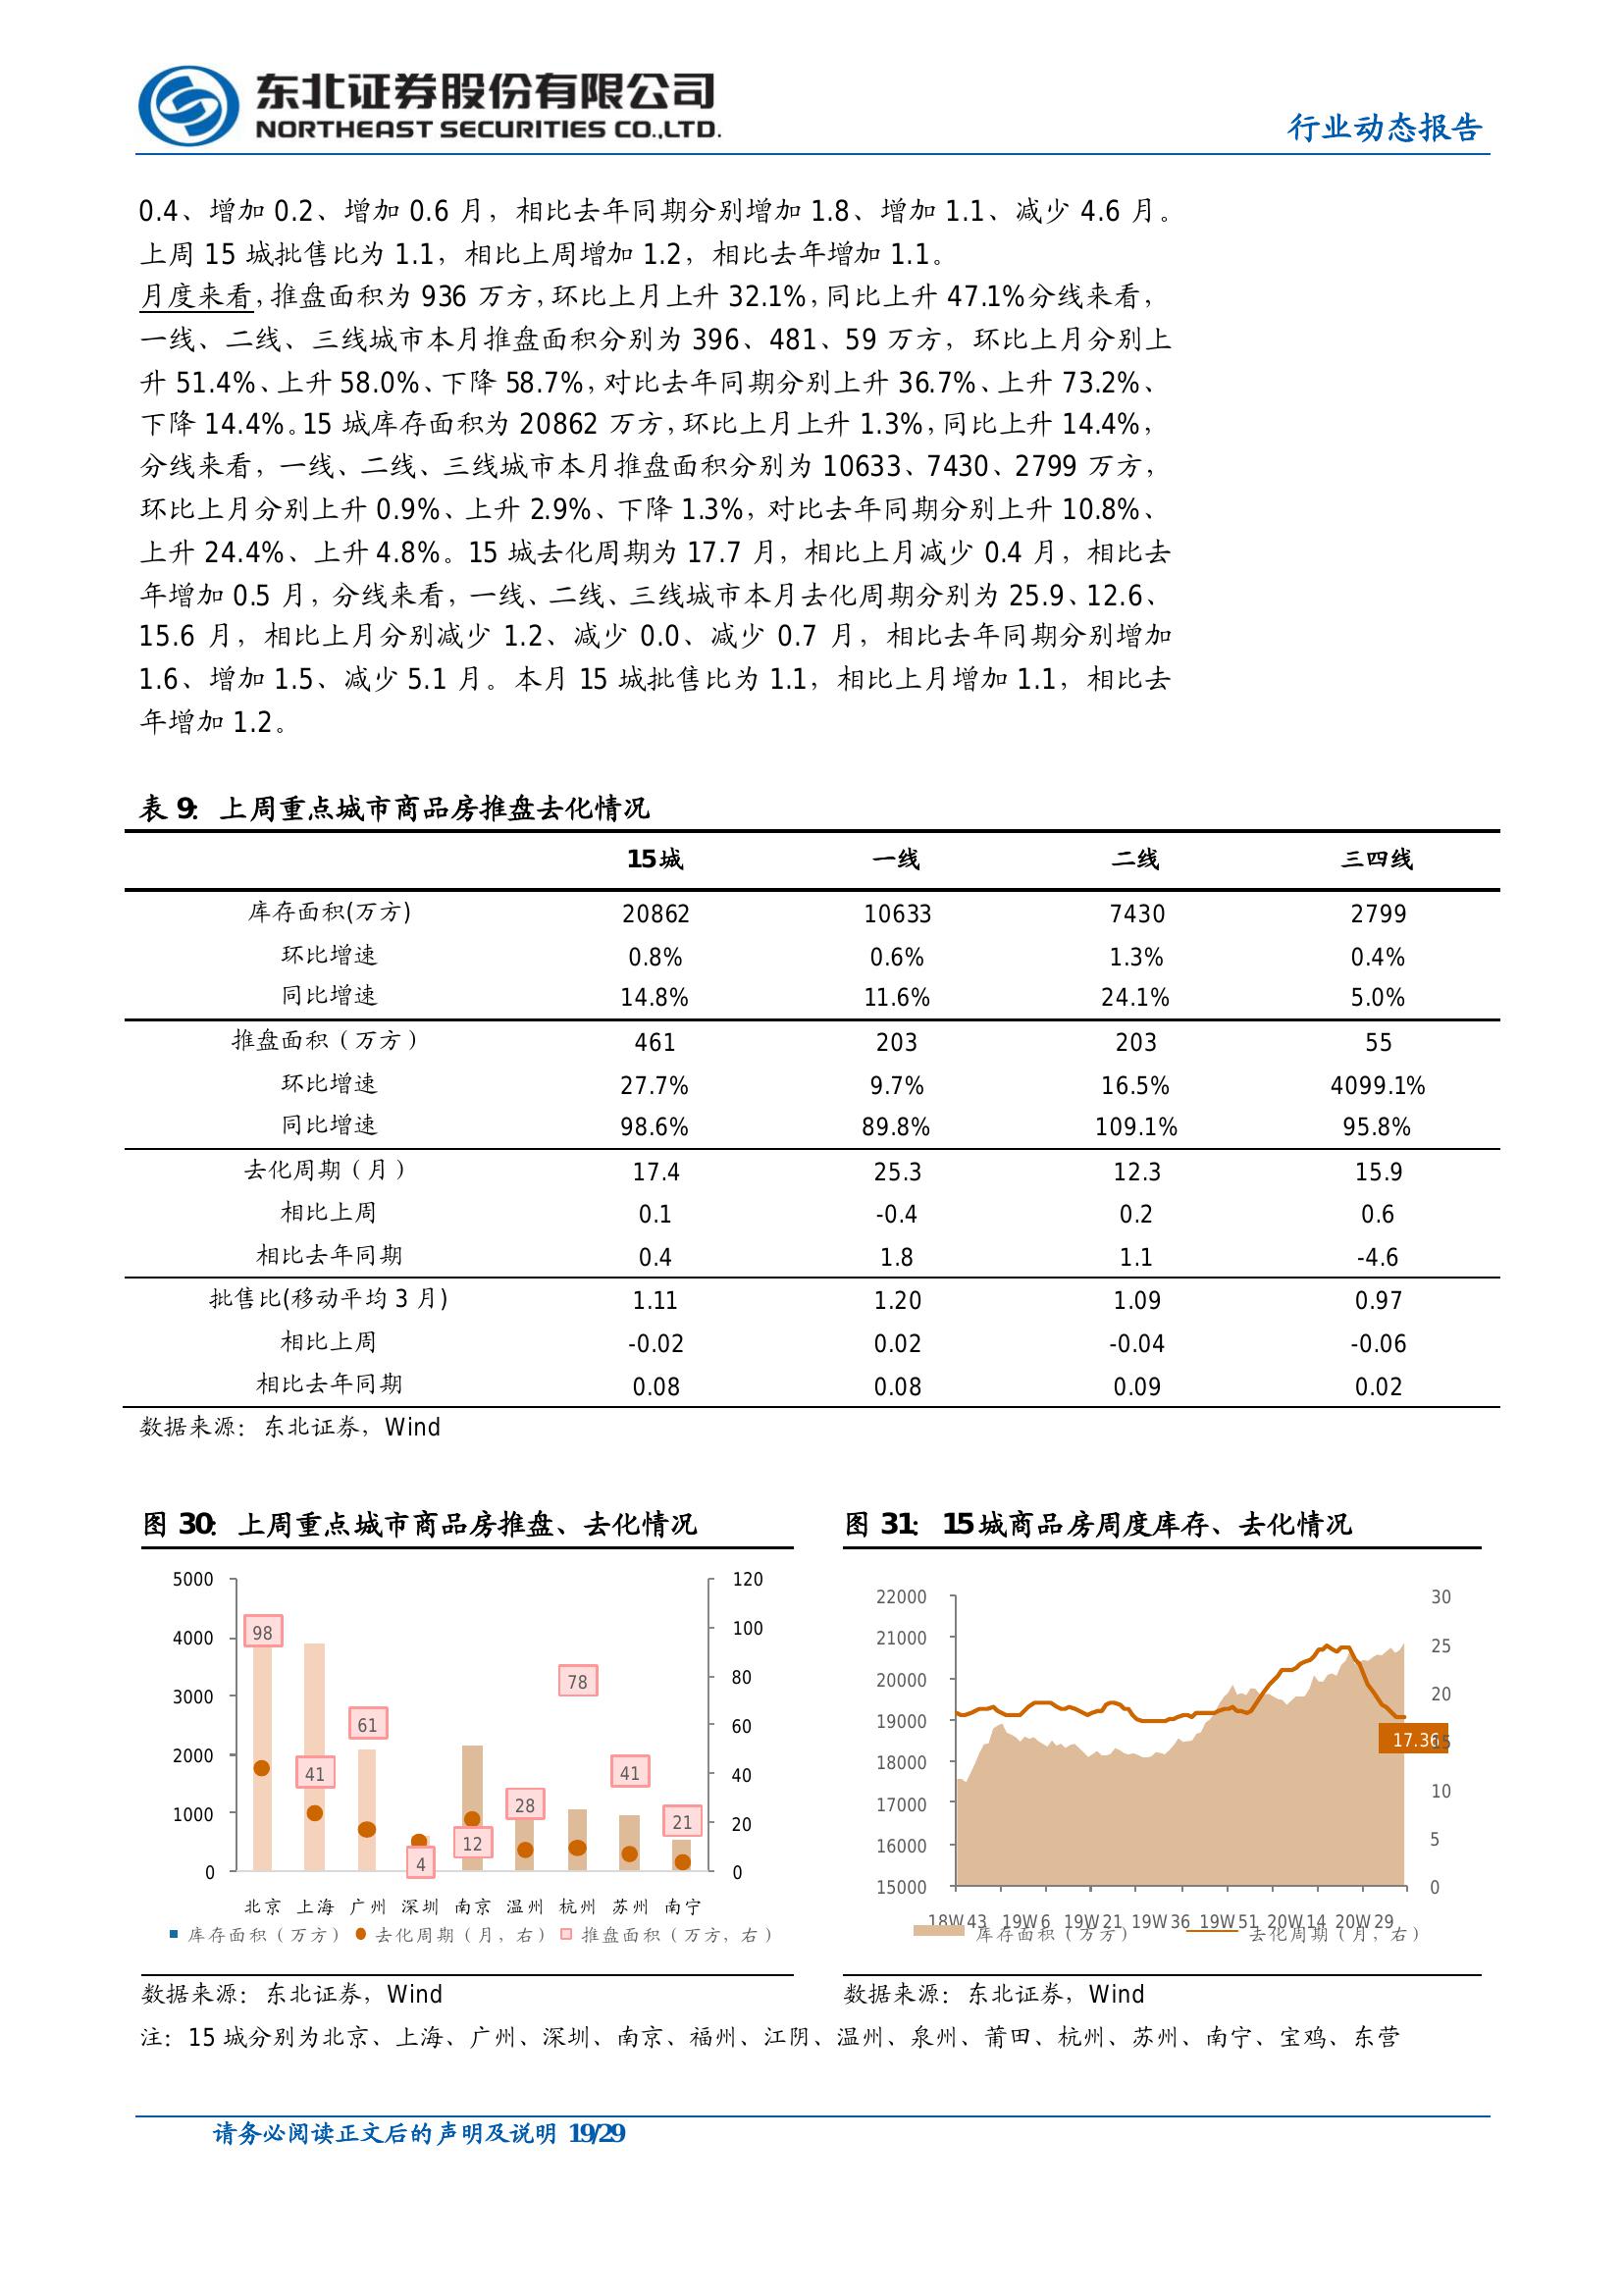 东北证券股份有限公司
NORTHEAST SECURITIES CO.,LTD.
行业动态报告
0.4、增加 0.2、增加 0.6 月，相比去年同期分别增加 1.8、增加 1.1、减少 4.6 月。
上周 15 城批售比为 1.1，相比上周增加 1.2，相比去年增加 1.1。
月度来看，推盘面积为 936 万方，环比上月上升 32.1%，同比上升 47.1%分线来看，
一线、二线、三线城市本月推盘面积分别为 396、481、59 万方，环比上月分别上
升 51.4%、上升 58.0%、下降 58.7%，对比去年同期分别上升 36.7%、上升 73.2%、
下降 14.4%。15 城库存面积为 20862 万方，环比上月上升 1.3%，同比上升 14.4%，
分线来看，一线、二线、三线城市本月推盘面积分别为 10633、7430、2799 万方，
环比上月分别上升 0.9%、上升 2.9%、下降 1.3%，对比去年同期分别上升 10.8%、
上升 24.4%、上升 4.8%。15 城去化周期为 17.7 月，相比上月减少 0.4 月，相比去
年增加 0.5 月，分线来看，一线、二线、三线城市本月去化周期分别为 25.9、12.6、
15.6 月，相比上月分别减少 1.2、减少 0.0、减少 0.7 月，相比去年同期分别增加
1.6、增加 1.5、减少 5.1 月。本月 15 城批售比为 1.1，相比上月增加 1.1，相比去
年增加 1.2。
表 9：上周重点城市商品房推盘去化情况
15城 一线 二线 三四线
库存面积(万方) 20862 10633 7430 2799
环比增速 0.8% 0.6% 1.3% 0.4%
同比增速 14.8% 11.6% 24.1% 5.0%
推盘面积（万方） 461 203 203 55
环比增速 27.7% 9.7% 16.5% 4099.1%
同比增速 98.6% 89.8% 109.1% 95.8%
去化周期（月） 17.4 25.3 12.3 15.9
相比上周 0.1 -0.4 0.2 0.6
相比去年同期 0.4 1.8 1.1 -4.6
批售比(移动平均 3 月) 1.11 1.20 1.09 0.97
相比上周 -0.02 0.02 -0.04 -0.06
相比去年同期 0.08 0.08 0.09 0.02
数据来源：东北证券，Wind
图 30：上周重点城市商品房推盘、去化情况
5000
4000
3000
2000
1000
0
120
100
80
60
40
20
0
98
41
61
4
12
28
78
41
21
北京 上海 广州 深圳 南京 温州 杭州 苏州 南宁
库存面积（万方） 去化周期（月，右） 推盘面积（万方，右）
数据来源：东北证券，Wind
图 31：15城商品房周度库存、去化情况
22000
21000
20000
19000
18000
17000
16000
15000
30
25
20
15
10
5
0
17.36
18W43 19W6 19W21 19W36 19W51 20W14 20W29
库存面积（万方） 去化周期（月，右）
数据来源：东北证券，Wind
注：15 城分别为北京、上海、广州、深圳、南京、福州、江阴、温州、泉州、莆田、杭州、苏州、南宁、宝鸡、东营
请务必阅读正文后的声明及说明 19/29